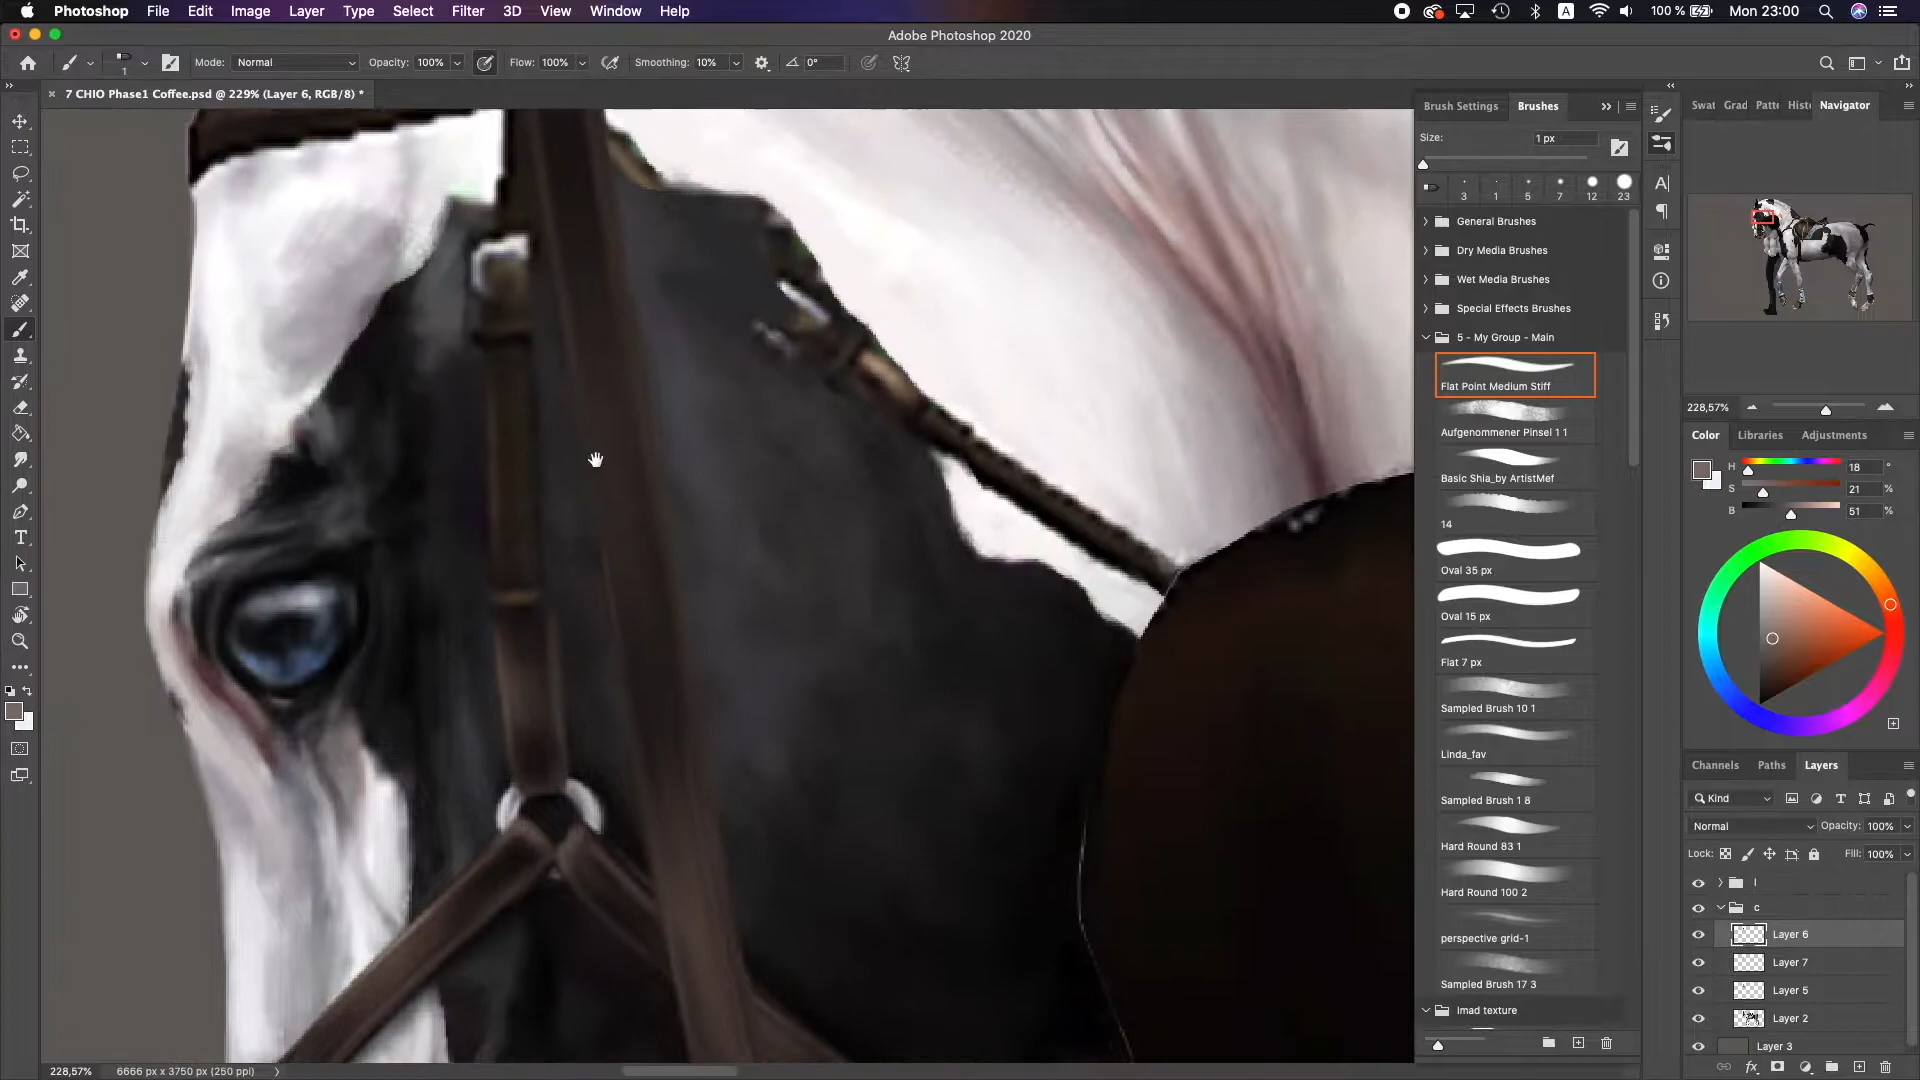 Photoshop File Edit Image Layer Type Select Filter 3D View Window Help A 100 % Mon 23:00
Adobe Photoshop 2020
1 Mode: Normal Opacity: 100% Flow: 100% Smoothing: 10% 0°
7 CHIO Phase1 Coffee.psd @ 229% (Layer 6, RGB/8) *
Brush Settings Brushes
Size: 1 px
3 1 5 7 12 23
General Brushes
Dry Media Brushes
Wet Media Brushes
Special Effects Brushes
5 - My Group - Main
Flat Point Medium Stiff
Aufgenommener Pinsel 1 1
Basic Shia_by ArtistMef
14
Oval 35 px
Oval 15 px
Flat 7 px
Sampled Brush 10 1
Linda_fav
Sampled Brush 1 8
Hard Round 83 1
Hard Round 100 2
perspective grid-1
Sampled Brush 17 3
Imad texture
Swat Grad Patte Histo Navigator
228,57%
Color Libraries Adjustments
H 18 °
S 21 %
B 51 %
Channels Paths Layers
Kind
Normal Opacity: 100%
Lock: Fill: 100%
l
c
Layer 6
Layer 7
Layer 5
Layer 2
Layer 3
228,57% 6666 px x 3750 px (250 ppi)